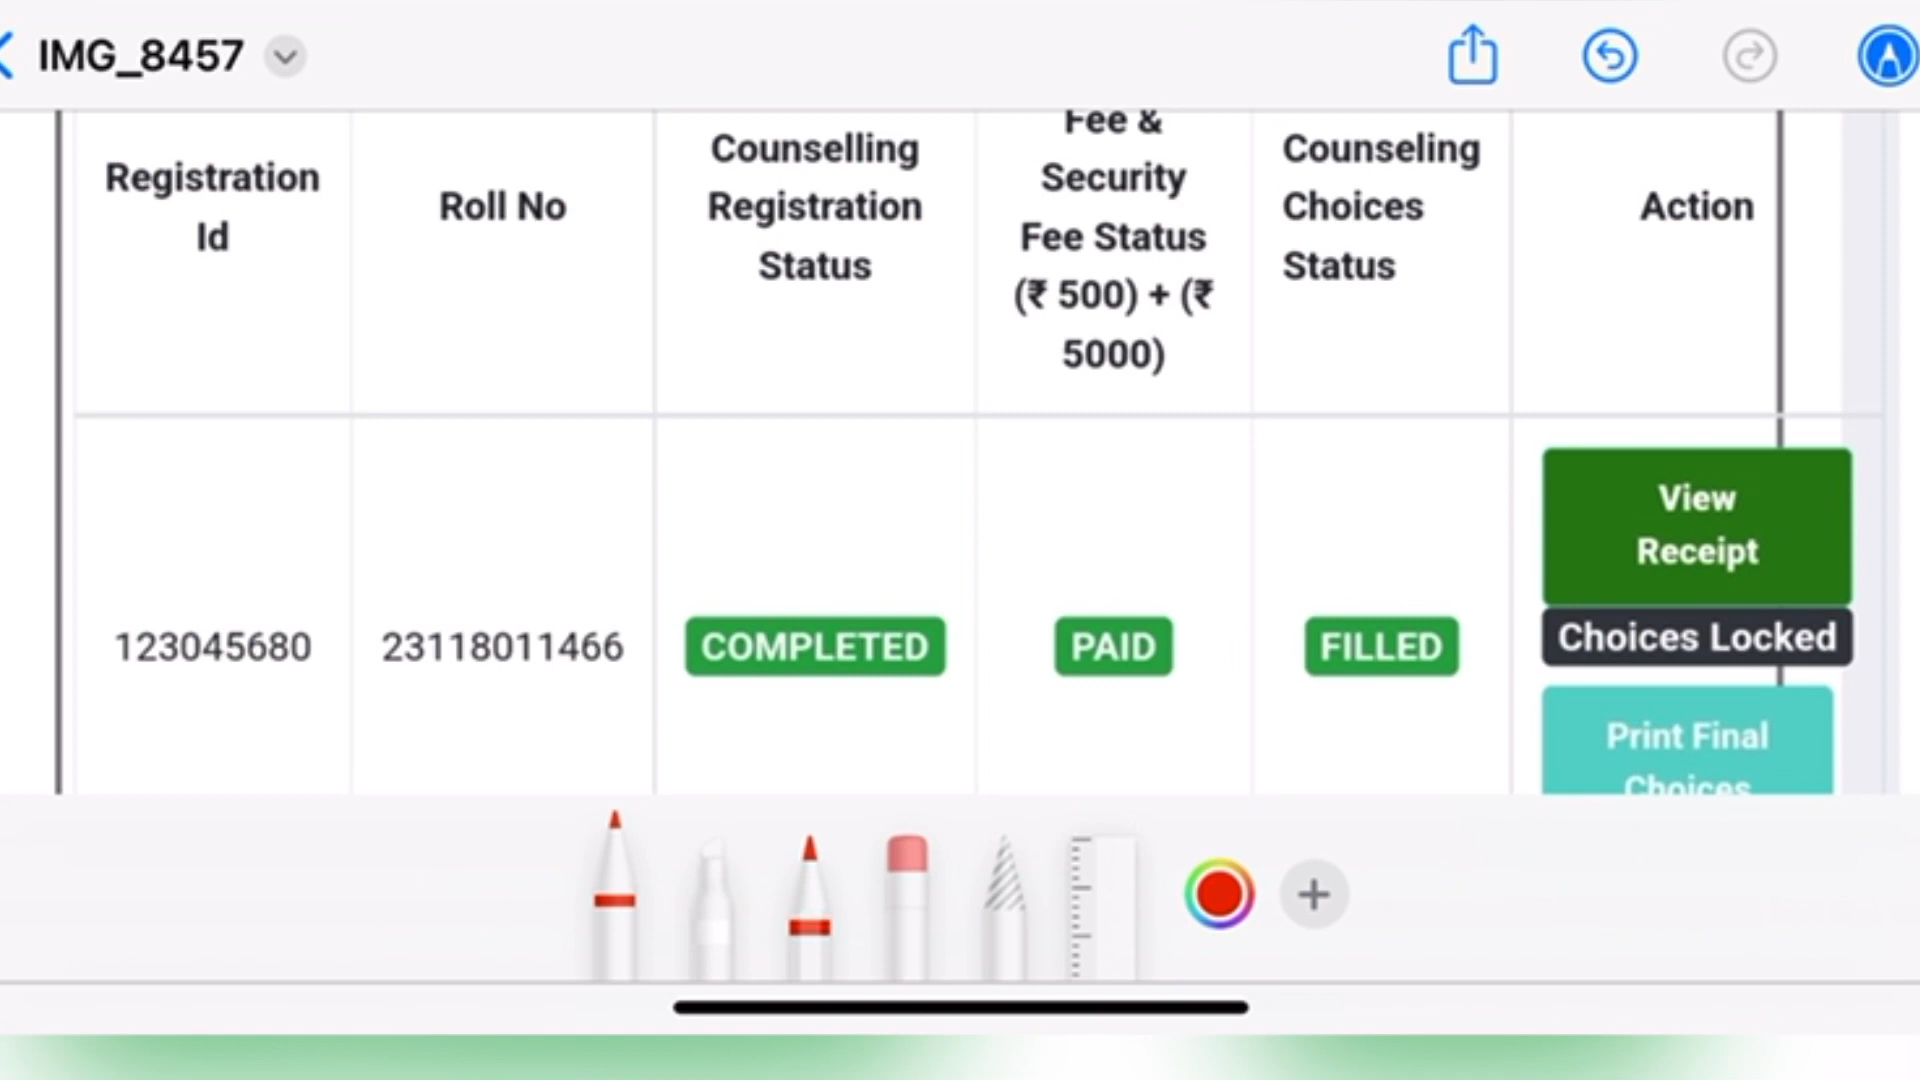 IMG_8457
Registration
Id
Roll No
Counselling
Registration
Status
Fee &
Security
Fee Status
(₹ 500) + (₹
5000)
Counseling
Choices
Status
Action
123045680
23118011466
COMPLETED
PAID
FILLED
View
Receipt
Choices Locked
Print Final
Choices